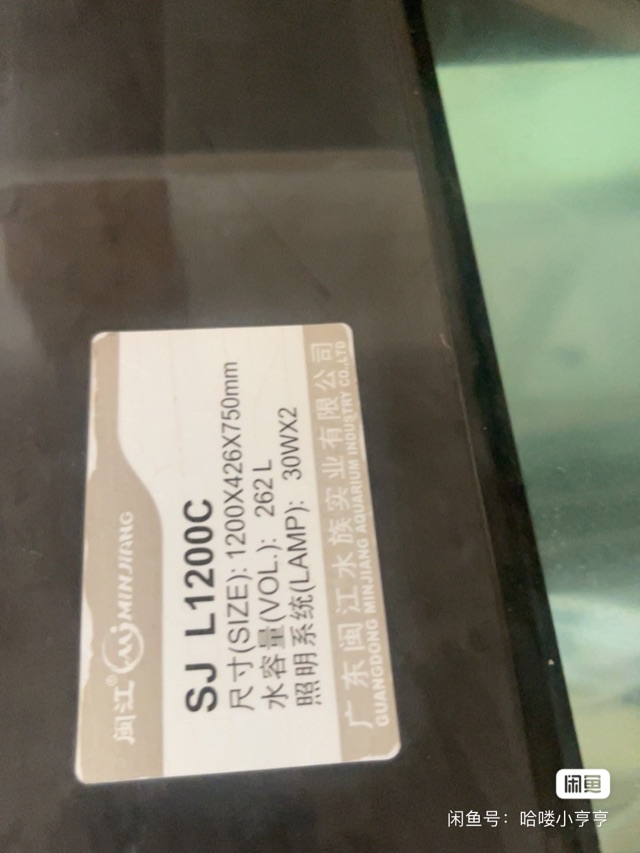 闽江® MINJIANG
SJ L1200C
尺寸(SIZE): 1200X426X750mm
水容量(VOL.): 262L
照明系统(LAMP): 30WX2
广东闽江水族实业有限公司
GUANGDONG MINJIANG AQUARIUM INDUSTRY CO.,LTD
闲鱼
闲鱼号：哈喽小亨亨